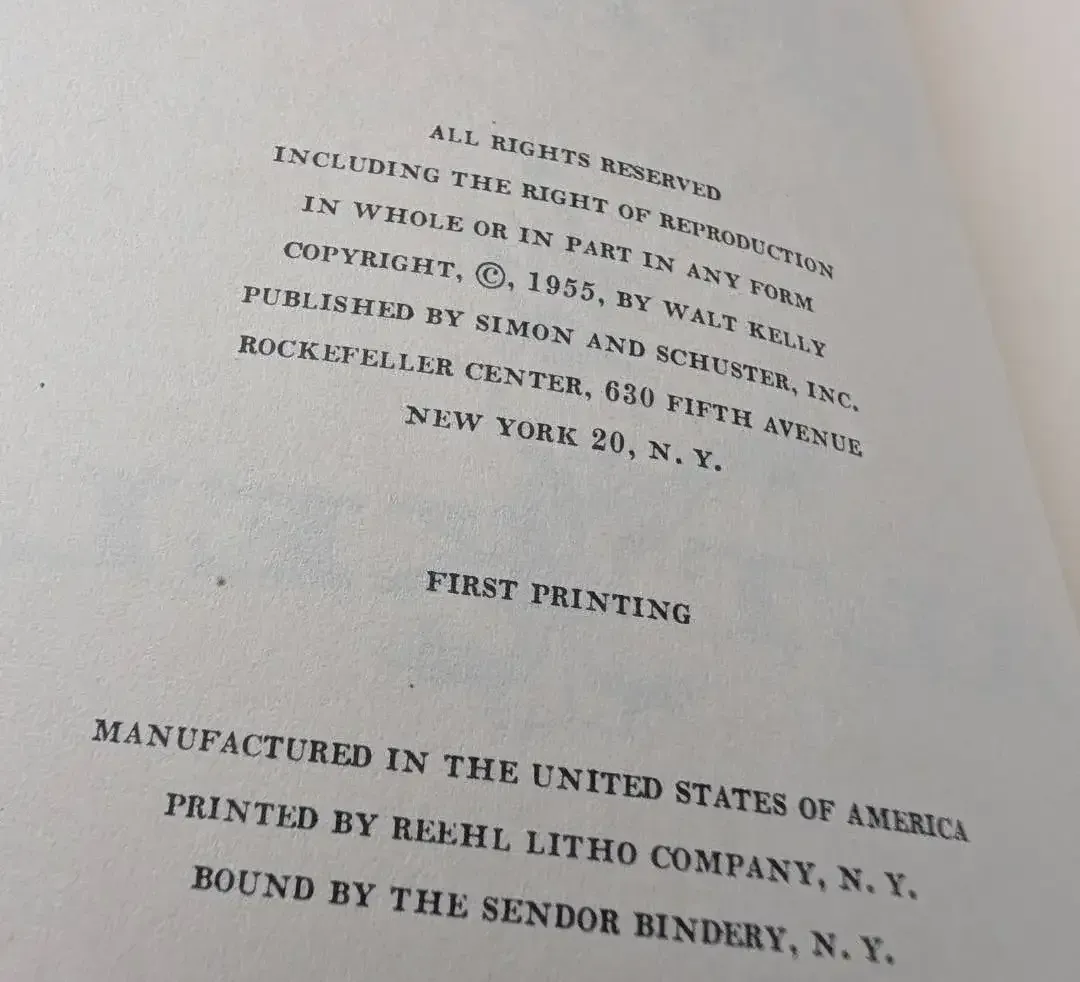 ALL RIGHTS RESERVED
INCLUDING THE RIGHT OF REPRODUCTION
IN WHOLE OR IN PART IN ANY FORM
COPYRIGHT, ©, 1955, BY WALT KELLY
PUBLISHED BY SIMON AND SCHUSTER, INC.
ROCKEFELLER CENTER, 630 FIFTH AVENUE
NEW YORK 20, N. Y.
FIRST PRINTING
MANUFACTURED IN THE UNITED STATES OF AMERICA
PRINTED BY REEHL LITHO COMPANY, N. Y.
BOUND BY THE SENDOR BINDERY, N. Y.